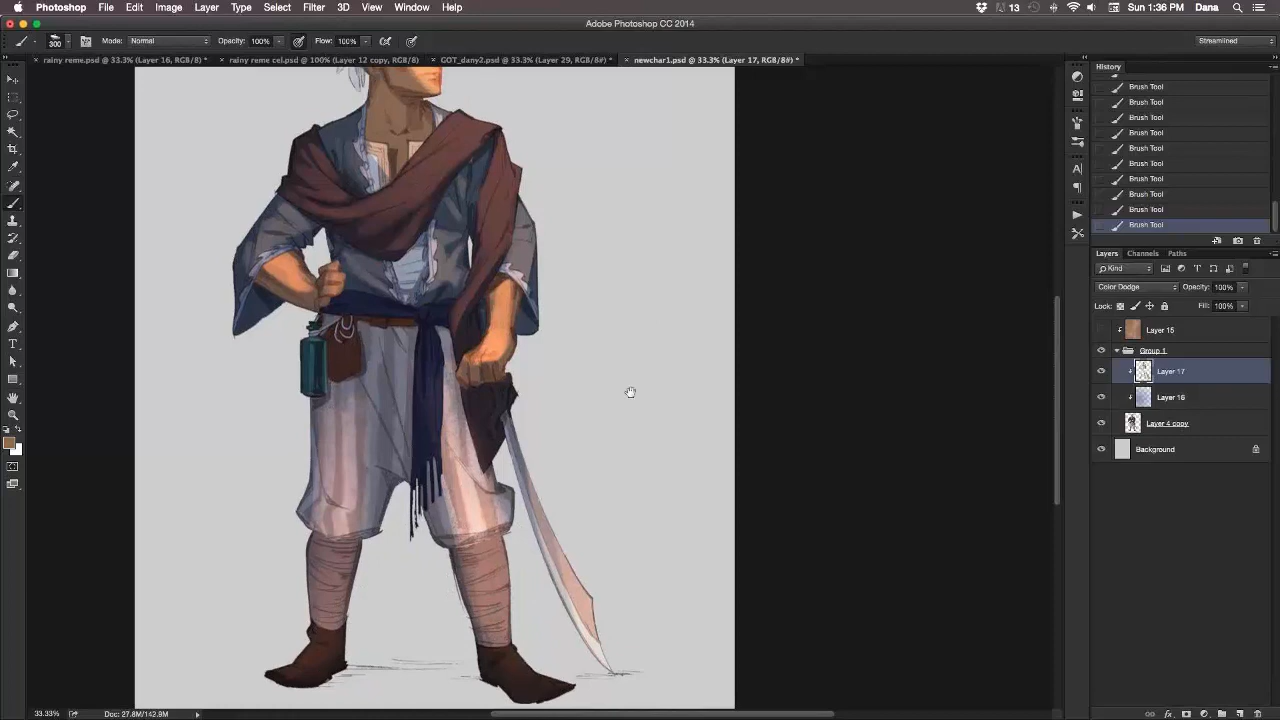 Photoshop File Edit Image Layer Type Select Filter 3D View Window Help 13 Sun 1:36 PM Dana
Adobe Photoshop CC 2014
300 Mode: Normal Opacity: 100% Flow: 100% Streamlined
rainy reme.psd @ 33.3% (Layer 16, RGB/8) * rainy reme cel.psd @ 100% (Layer 12 copy, RGB/8) GOT_dany2.psd @ 33.3% (Layer 29, RGB/8#) * newchar1.psd @ 33.3% (Layer 17, RGB/8#) *
History
Brush Tool
Brush Tool
Brush Tool
Brush Tool
Brush Tool
Brush Tool
Brush Tool
Brush Tool
Brush Tool
Brush Tool
Layers Channels Paths
Kind
Color Dodge Opacity: 100%
Lock: Fill: 100%
Layer 15
Group 1
Layer 17
Layer 16
Layer 4 copy
Background
33.33% Doc: 27.8M/142.9M